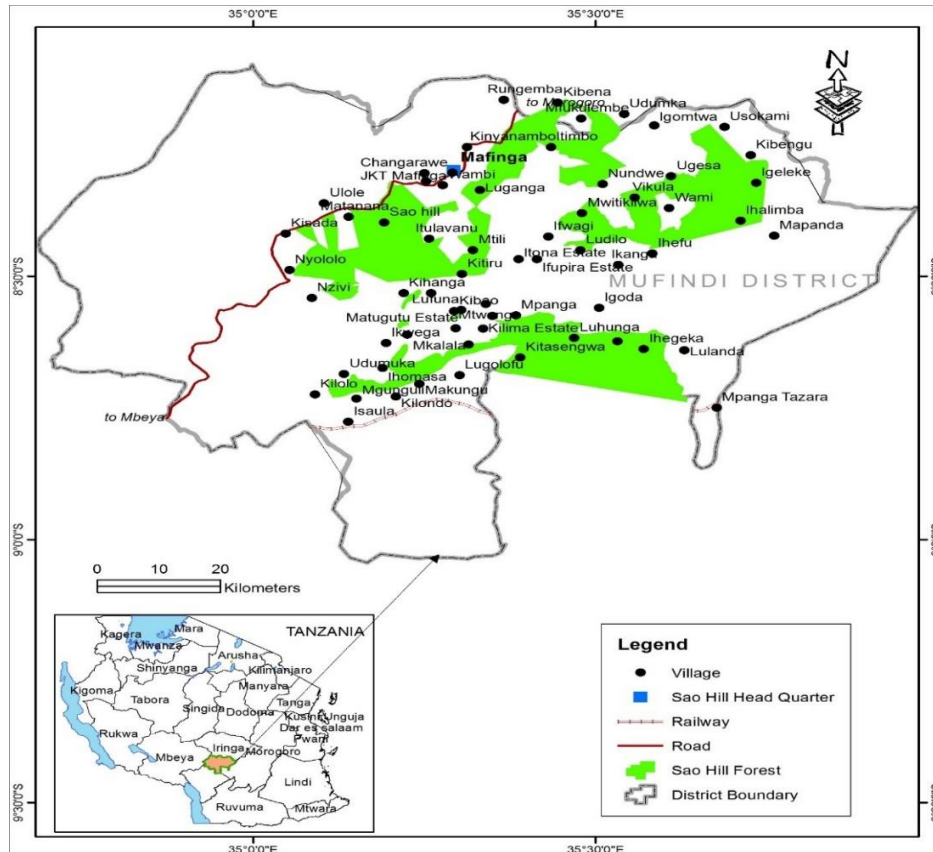 35°0'0"E 35°30'0"E
N
Rungemba
Kibena
to Morogoro
Udumka
Igomtwa
Usokami
Kinyanambo
Itimbo
Kibengu
Mafinga
Changarawe
JKT Mafinga
Wambi
Nundwe
Ugesa
Igeleke
Luganga
Vikula
Ulole
Matanana
Mwitikilwa
Wami
Sao hill
Ihalimba
Kisada
Itulavanu
Ifwagi
Mapanda
Mtili
Ludilo
Ihefu
Itona Estate
Ikanga
Nyololo
Kitiru
Ifupira Estate
8°30'0"S
MUFINDI DISTRICT
Nzivi
Kihanga
Lufuna
Kibao
Mpanga
Igoda
Matugutu Estate
Mtwango
Ikwega
Kilima Estate
Luhunga
Mkalala
Ihegeka
Kitasengwa
Lulanda
Udumuka
Lugolofu
Ihomasa
Kilolo
Mgunguli
Makungu
Mpanga Tazara
to Mbeya
Isaula
Kilondo
9°0'0"S
0 20
Kilometers
TANZANIA
Kagera
Mara
Mwanza
Arusha
Shinyanga
Kilimanjaro
Kigoma
Manyara
Tabora
Tanga
Singida
Dodoma
Kusini Unguja
Dar es salaam
Pwani
Rukwa
Iringa
Morogoro
Mbeya
Lindi
Ruvuma
Mtwara
Legend
Village
Sao Hill Head Quarter
Railway
Road
Sao Hill Forest
District Boundary
9°30'0"S
35°0'0"E 35°30'0"E